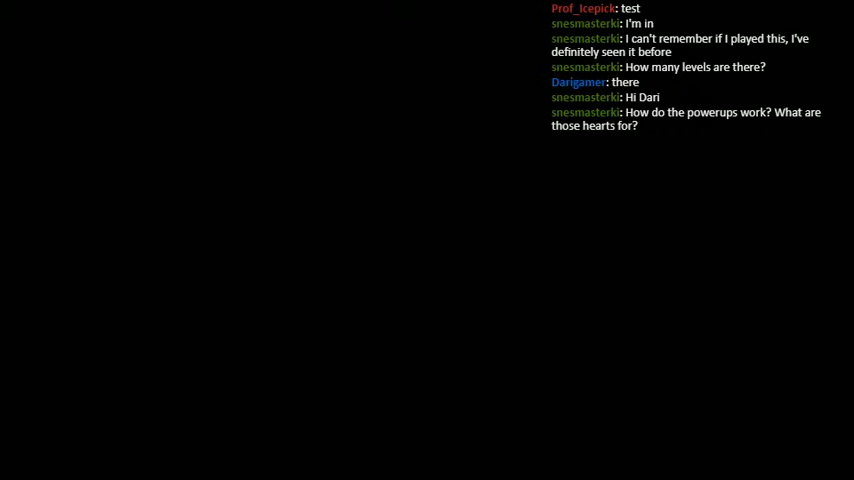 Prof_Icepick: test
snesmasterki: I'm in
snesmasterki: I can't remember if I played this, I've
definitely seen it before
snesmasterki: How many levels are there?
Darigamer: there
snesmasterki: Hi Dari
snesmasterki: How do the powerups work? What are
those hearts for?